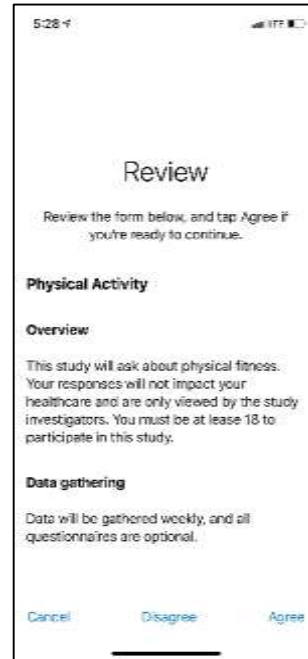 5:28
LTE
Review
Review the form below, and tap Agree if
you're ready to continue.
Physical Activity
Overview
This study will ask about physical fitness.
Your responses will not impact your
healthcare and are only viewed by the study
investigators. You must be at lease 18 to
participate in this study.
Data gathering
Data will be gathered weekly, and all
questionnaires are optional.
Cancel Disagree Agree